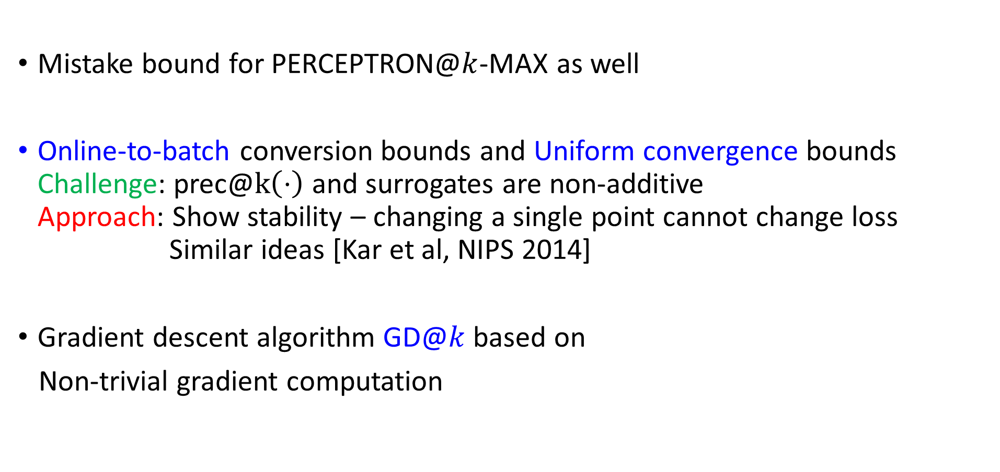 • Mistake bound for PERCEPTRON@k-MAX as well
• Online-to-batch conversion bounds and Uniform convergence bounds
Challenge: prec@k(·) and surrogates are non-additive
Approach: Show stability – changing a single point cannot change loss
Similar ideas [Kar et al, NIPS 2014]
• Gradient descent algorithm GD@k based on
Non-trivial gradient computation